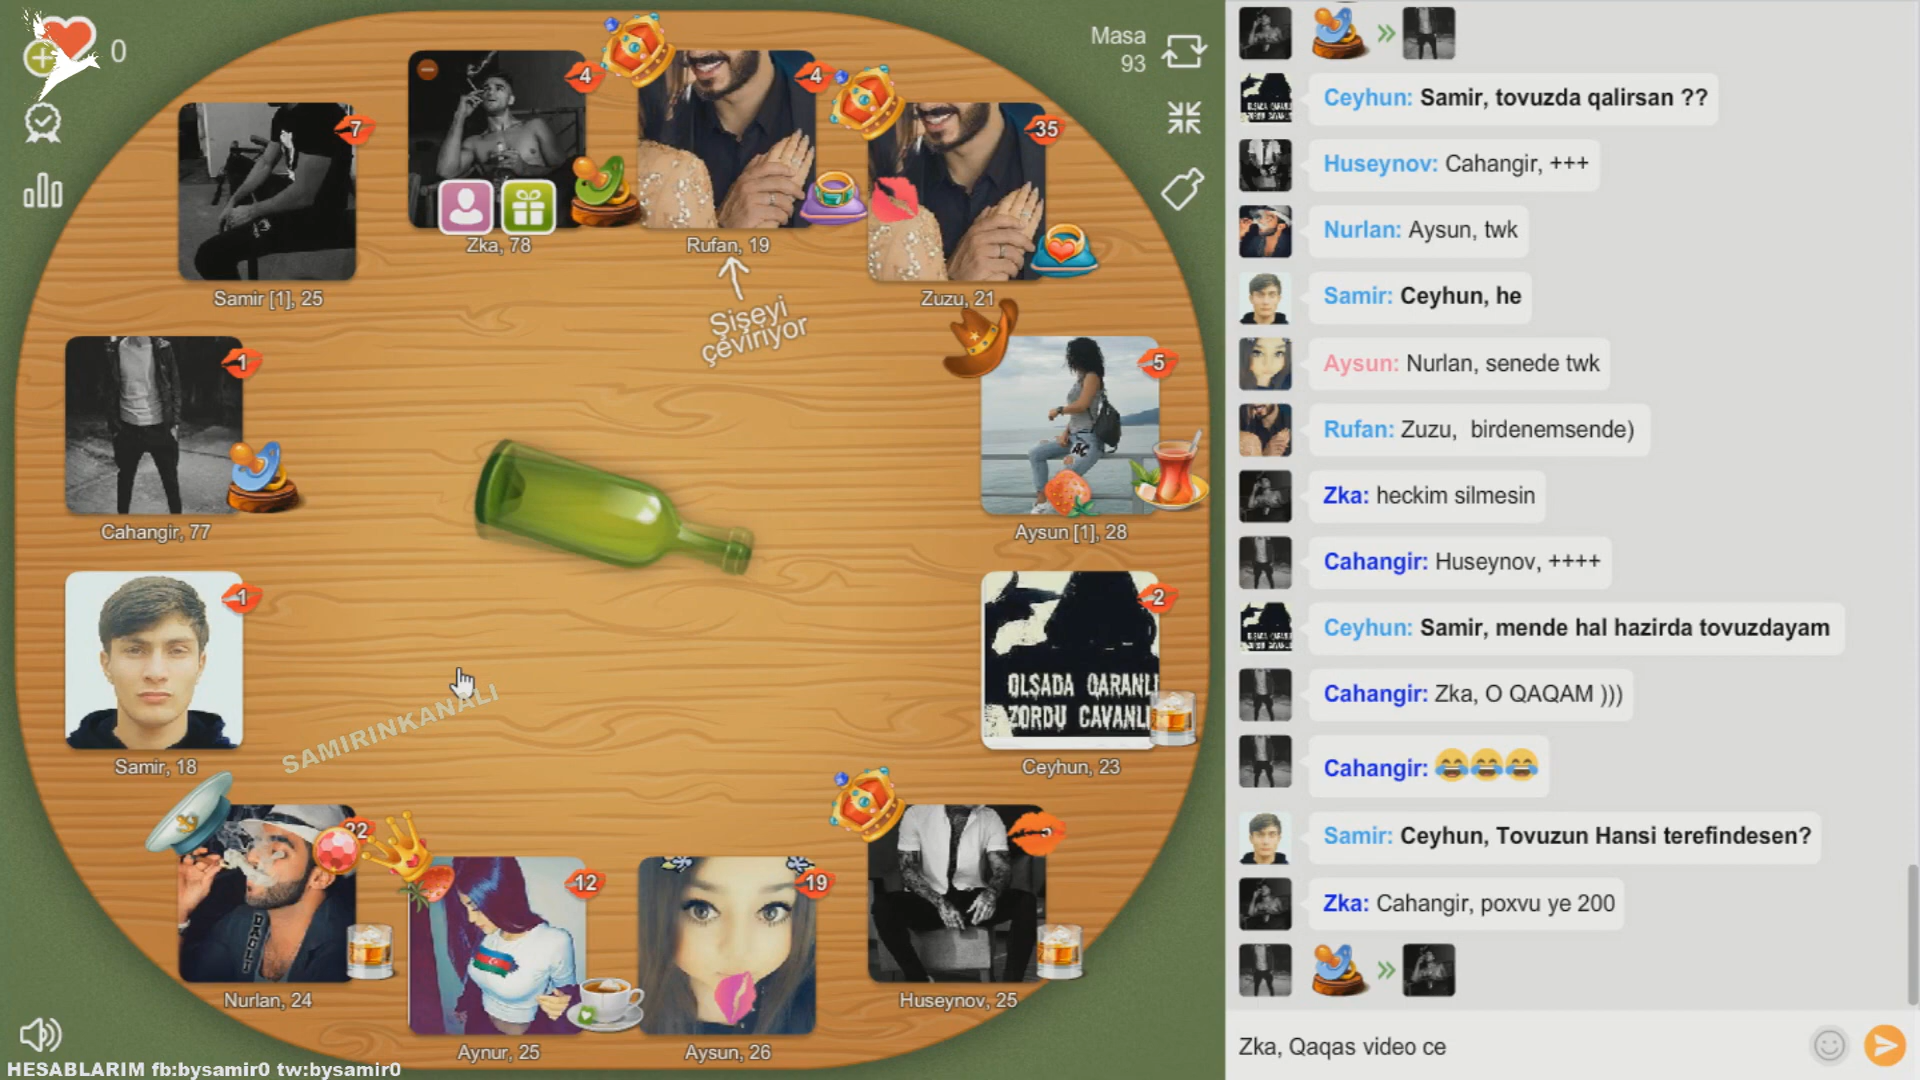 0
Masa
93
4
4
7
35
Zka, 78
Rufan, 19
Samir [1], 25
Zuzu, 21
Şişeyi
çeviriyor
1
5
Cahangir, 77
Aysun [1], 28
1
2
OLSADA QARANLI
ZORDU CAVANLI
Samir, 18
Ceyhun, 23
SAMIRINKANALI
22
12
19
Nurlan, 24
Huseynov, 25
Aynur, 25
Aysun, 26
HESABLARIM fb:bysamir0 tw:bysamir0
Ceyhun: Samir, tovuzda qalirsan ??
Huseynov: Cahangir, +++
Nurlan: Aysun, twk
Samir: Ceyhun, he
Aysun: Nurlan, senede twk
Rufan: Zuzu, birdenemsende)
Zka: heckim silmesin
Cahangir: Huseynov, ++++
Ceyhun: Samir, mende hal hazirda tovuzdayam
Cahangir: Zka, O QAQAM )))
Cahangir: 😂😂😂
Samir: Ceyhun, Tovuzun Hansi terefindesen?
Zka: Cahangir, poxvu ye 200
Zka, Qaqas video ce